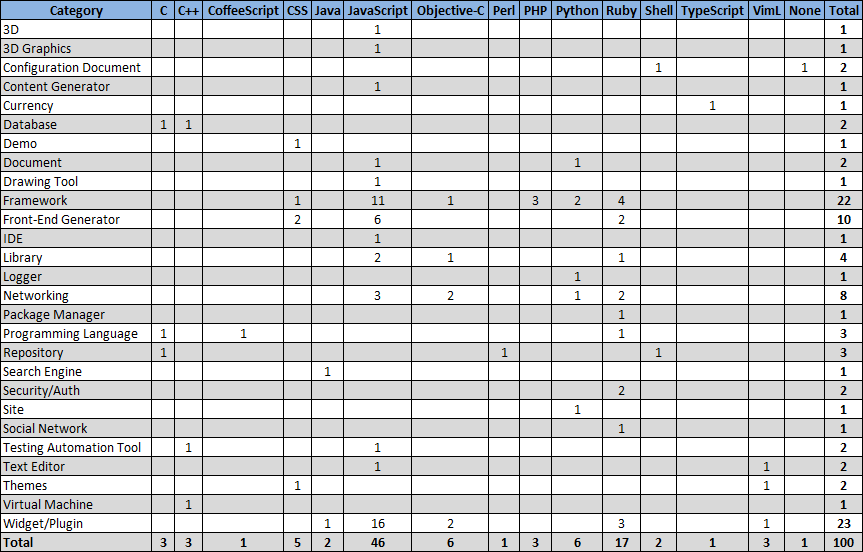 Category C C++ CoffeeScript CSS Java JavaScript Objective-C Perl PHP Python Ruby Shell TypeScript VimL None Total
3D 1 1
3D Graphics 1 1
Configuration Document 1 1 2
Content Generator 1 1
Currency 1 1
Database 1 1 2
Demo 1 1
Document 1 1 2
Drawing Tool 1 1
Framework 1 11 1 3 2 4 22
Front-End Generator 2 6 2 10
IDE 1 1
Library 2 1 1 4
Logger 1 1
Networking 3 2 1 2 8
Package Manager 1 1
Programming Language 1 1 1 3
Repository 1 1 1 3
Search Engine 1 1
Security/Auth 2 2
Site 1 1
Social Network 1 1
Testing Automation Tool 1 1 2
Text Editor 1 1 2
Themes 1 1 2
Virtual Machine 1 1
Widget/Plugin 1 16 2 3 1 23
Total 3 3 1 5 2 46 6 1 3 6 17 2 1 3 1 100